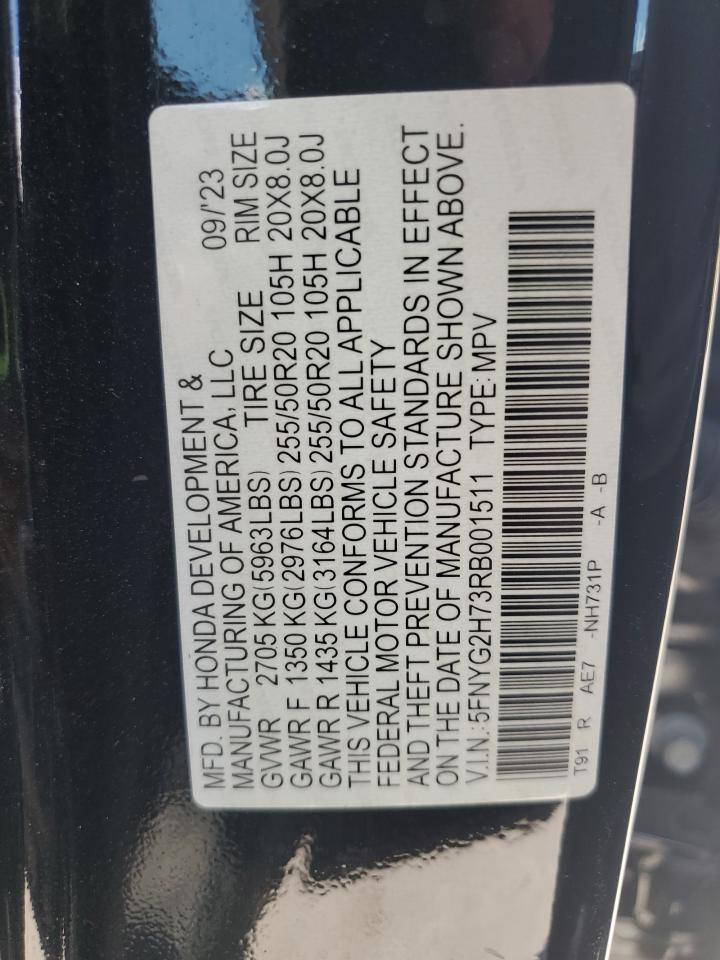 MFD. BY HONDA DEVELOPMENT &
MANUFACTURING OF AMERICA, LLC 09/'23
GVWR 2705 KG(5963LBS) TIRE SIZE RIM SIZE
GAWR F 1350 KG(2976LBS) 255/50R20 105H 20X8.0J
GAWR R 1435 KG(3164LBS) 255/50R20 105H 20X8.0J
THIS VEHICLE CONFORMS TO ALL APPLICABLE
FEDERAL MOTOR VEHICLE SAFETY
AND THEFT PREVENTION STANDARDS IN EFFECT
ON THE DATE OF MANUFACTURE SHOWN ABOVE.
V.I.N.:5FNYG2H73RB001511 TYPE:MPV
T91 R AE7 -NH731P -A -B